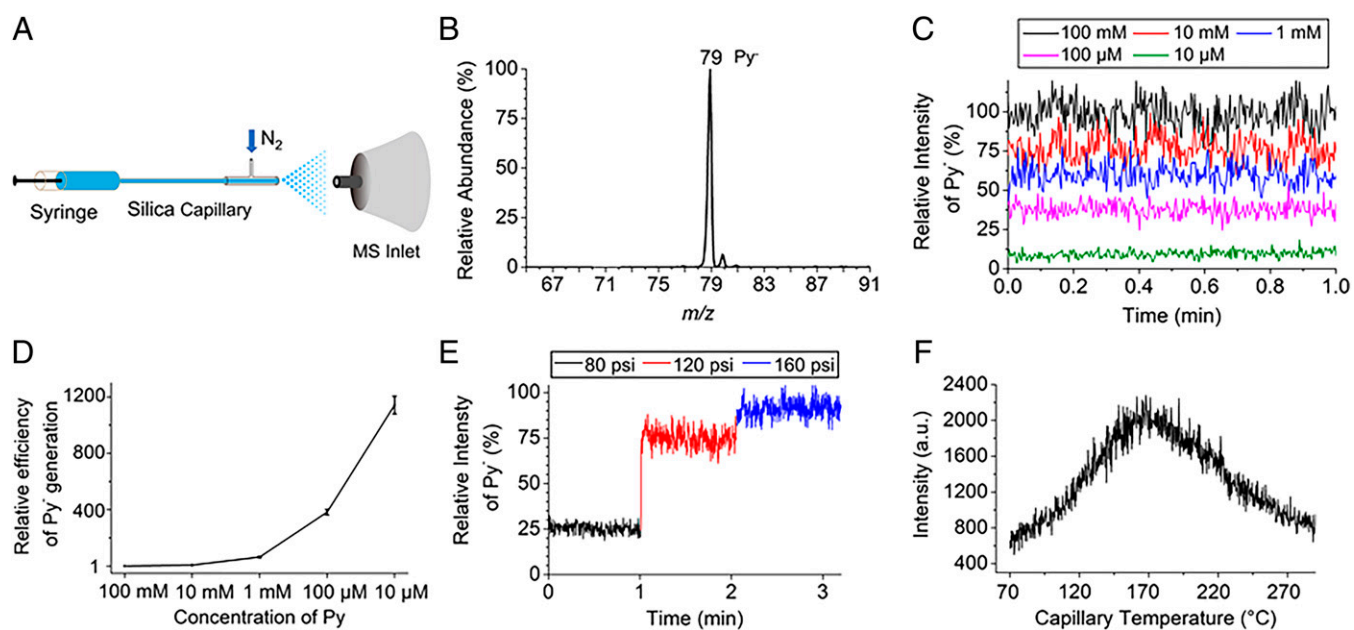 A
N₂
Syringe
Silica Capillary
MS Inlet
B
79 Py⁻
Relative Abundance (%)
100
75
50
25
0
67 71 75 79 83 87 91
m/z
C
100 mM 10 mM 1 mM
100 µM 10 µM
Relative Intensity
of Py⁻ (%)
100
75
50
25
0
0.0 0.2 0.4 0.6 0.8 1.0
Time (min)
D
Relative efficiency
of Py⁻ generation
1200
800
400
1
100 mM 10 mM 1 mM 100 µM 10 µM
Concentration of Py
E
80 psi 120 psi 160 psi
Relative Intensty
of Py⁻ (%)
100
75
50
25
0
0 1 2 3
Time (min)
F
Intensity (a.u.)
2400
2000
1600
1200
800
400
70 120 170 220 270
Capillary Temperature (°C)